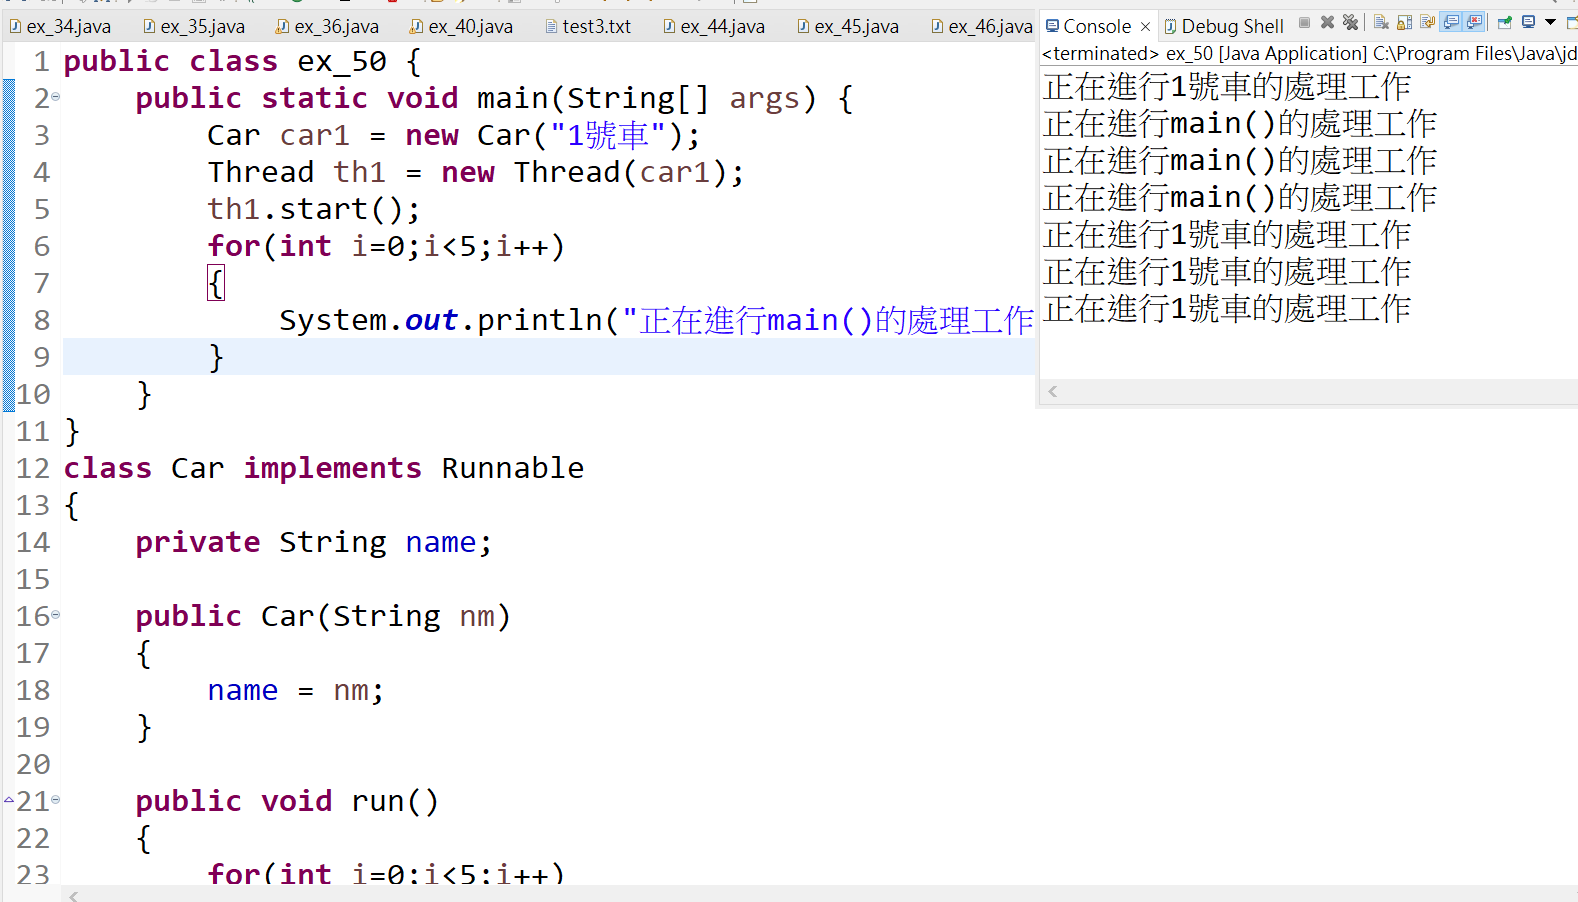 ex_34.java ex_35.java ex_36.java ex_40.java test3.txt ex_44.java ex_45.java ex_46.java
1 public class ex_50 {
2 public static void main(String[] args) {
3 Car car1 = new Car("1號車");
4 Thread th1 = new Thread(car1);
5 th1.start();
6 for(int i=0;i<5;i++)
7 {
8 System.out.println("正在進行main()的處理工作
9 }
10 }
11 }
12 class Car implements Runnable
13 {
14 private String name;
15
16 public Car(String nm)
17 {
18 name = nm;
19 }
20
21 public void run()
22 {
23 for(int i=0;i<5;i++)
Console Debug Shell
<terminated> ex_50 [Java Application] C:\Program Files\Java\jd
正在進行1號車的處理工作
正在進行main()的處理工作
正在進行main()的處理工作
正在進行main()的處理工作
正在進行1號車的處理工作
正在進行1號車的處理工作
正在進行1號車的處理工作